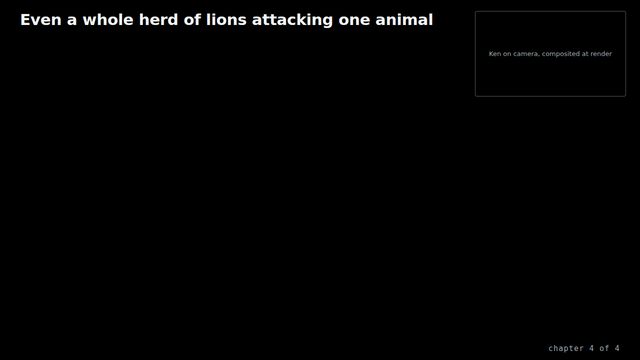 Even a whole herd of lions attacking one animal
Ken on camera, composited at render
chapter 4 of 4